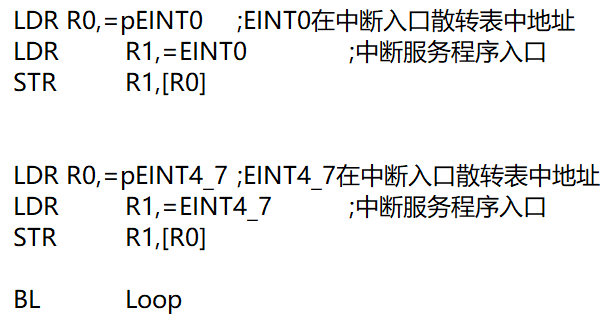 LDR R0,=pEINT0 ;EINT0在中断入口散转表中地址
LDR R1,=EINT0 ;中断服务程序入口
STR R1,[R0]
LDR R0,=pEINT4_7 ;EINT4_7在中断入口散转表中地址
LDR R1,=EINT4_7 ;中断服务程序入口
STR R1,[R0]
BL Loop